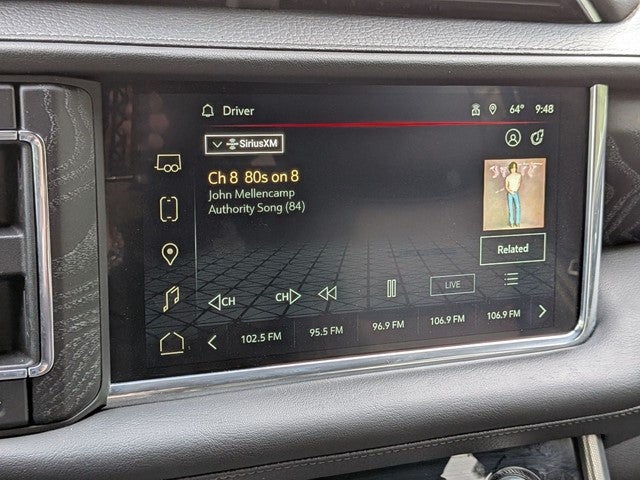 Driver
64° 9:48
SiriusXM
Ch 8 80s on 8
John Mellencamp
Authority Song (84)
Related
CH CH LIVE
102.5 FM 95.5 FM 96.9 FM 106.9 FM 106.9 FM